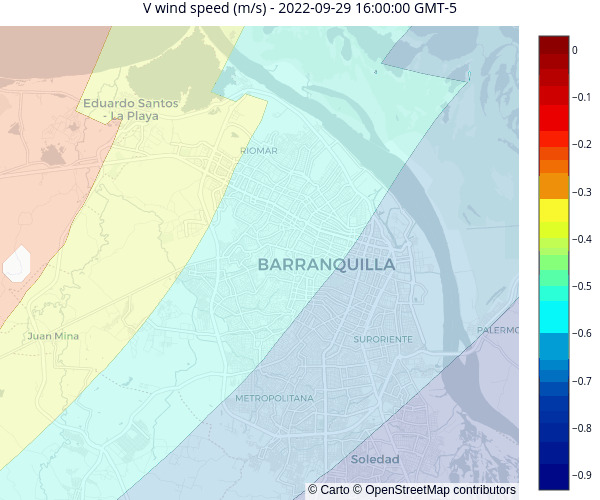 V wind speed (m/s) - 2022-09-29 16:00:00 GMT-5
0
−0.1
−0.2
−0.3
−0.4
−0.5
−0.6
−0.7
−0.8
−0.9
Eduardo Santos
- La Playa
RIOMAR
BARRANQUILLA
PALERMO
Juan Mina
SURORIENTE
METROPOLITANA
Soledad
© Carto © OpenStreetMap contributors